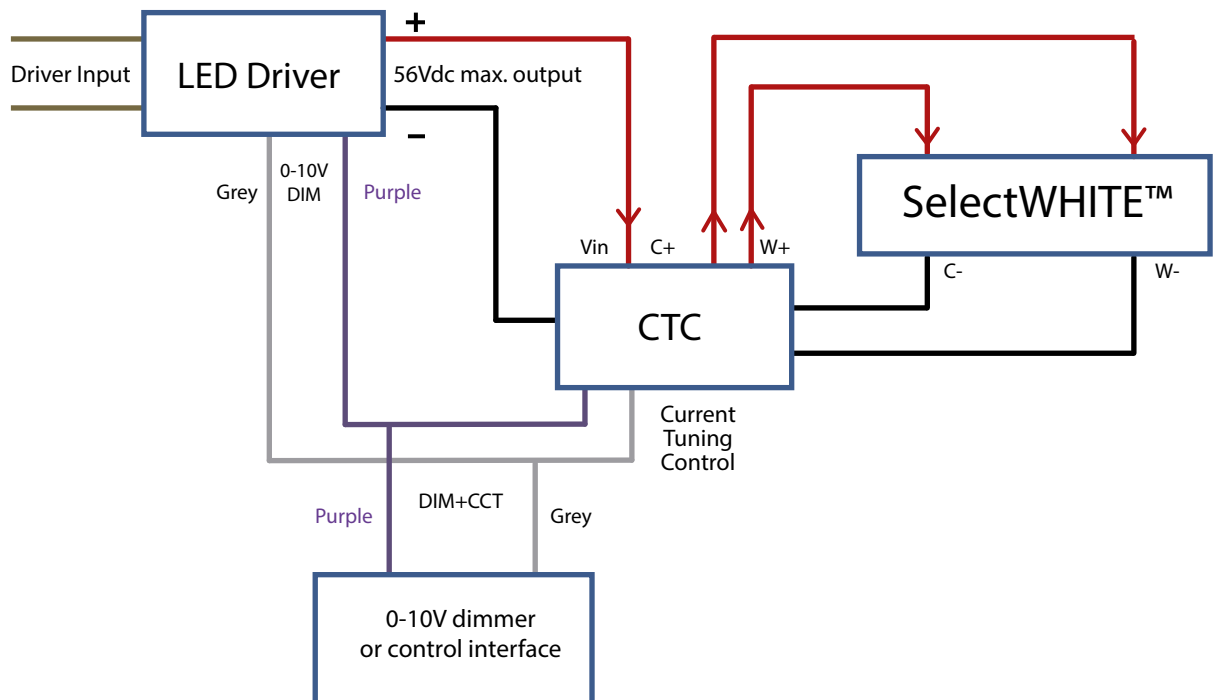 +
Driver Input
LED Driver
56Vdc max. output
–
0-10V
DIM
Grey
Purple
SelectWHITE™
Vin
C+
W+
C-
W-
CTC
Current
Tuning
Control
DIM+CCT
Purple
Grey
0-10V dimmer
or control interface